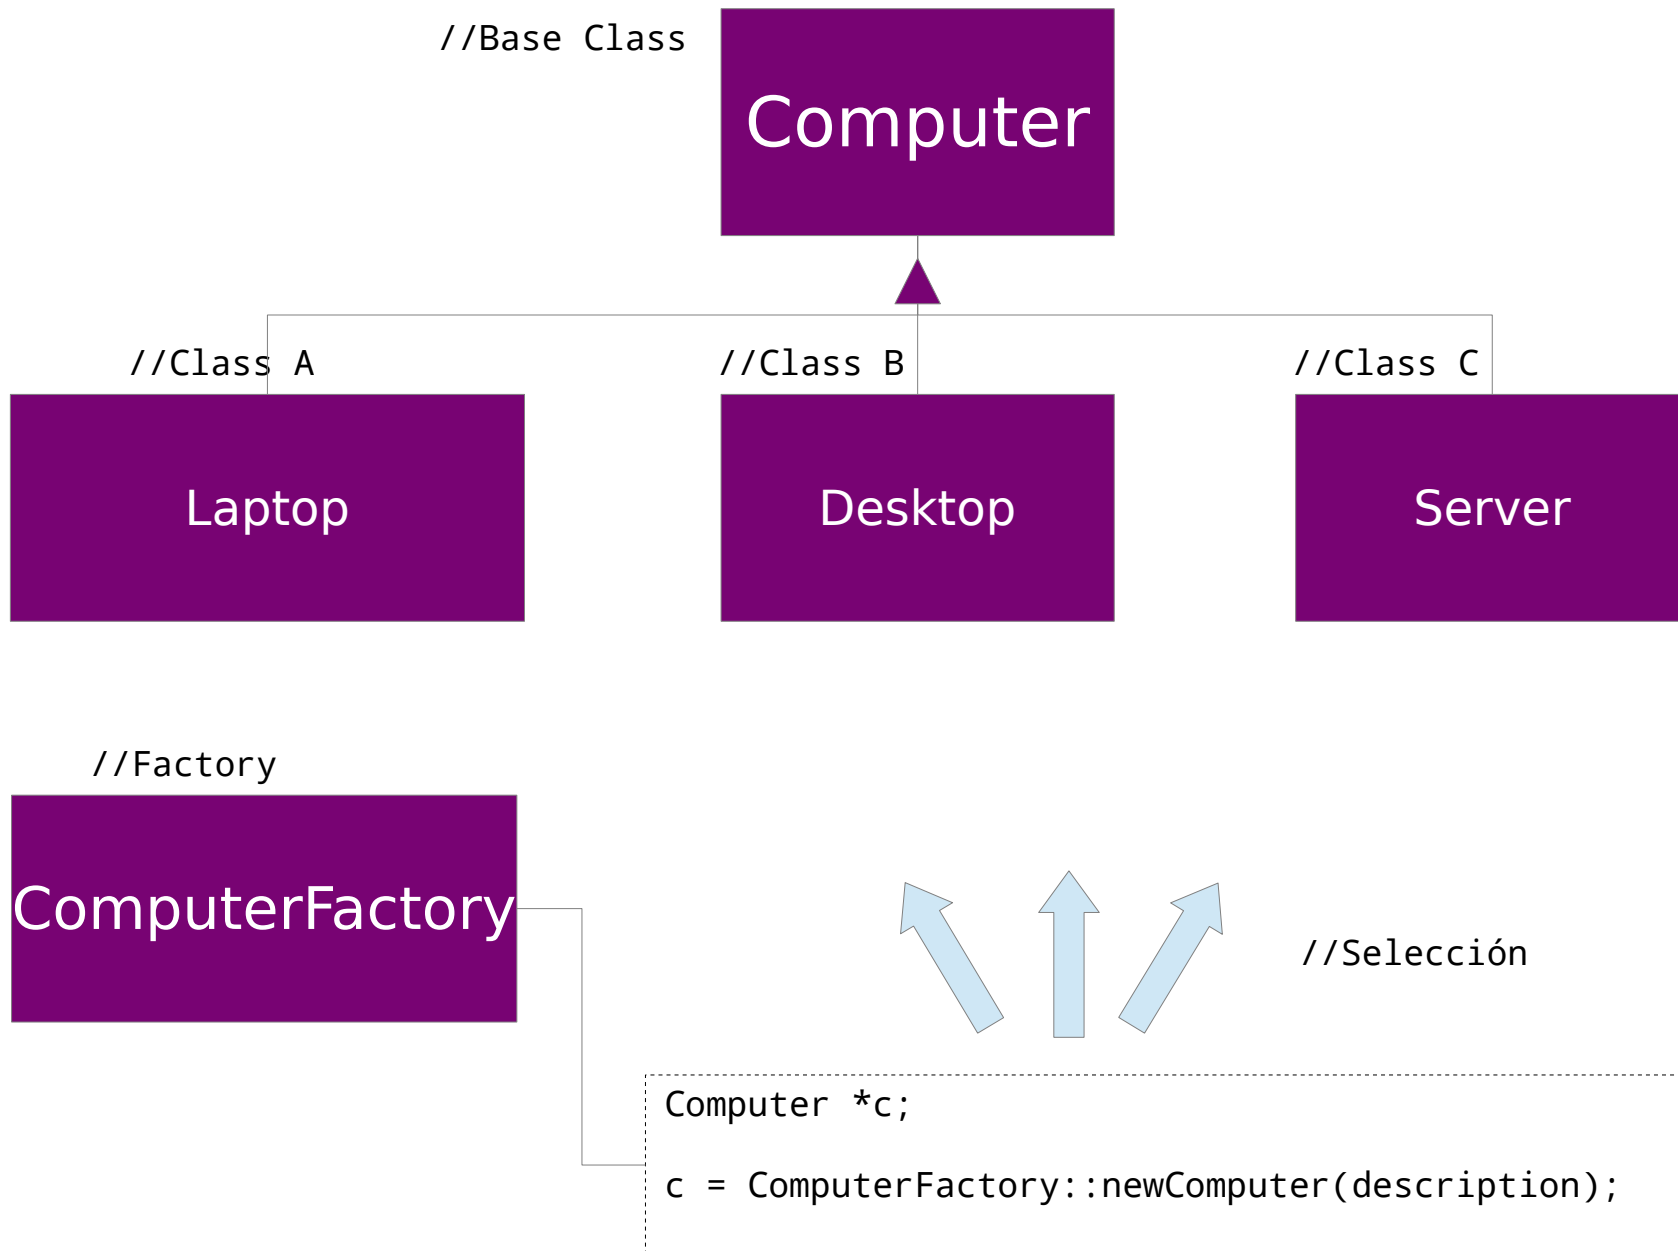 //Base Class
Computer
//Class A
//Class B
//Class C
Laptop
Desktop
Server
//Factory
ComputerFactory
//Selección
Computer *c;
c = ComputerFactory::newComputer(description);